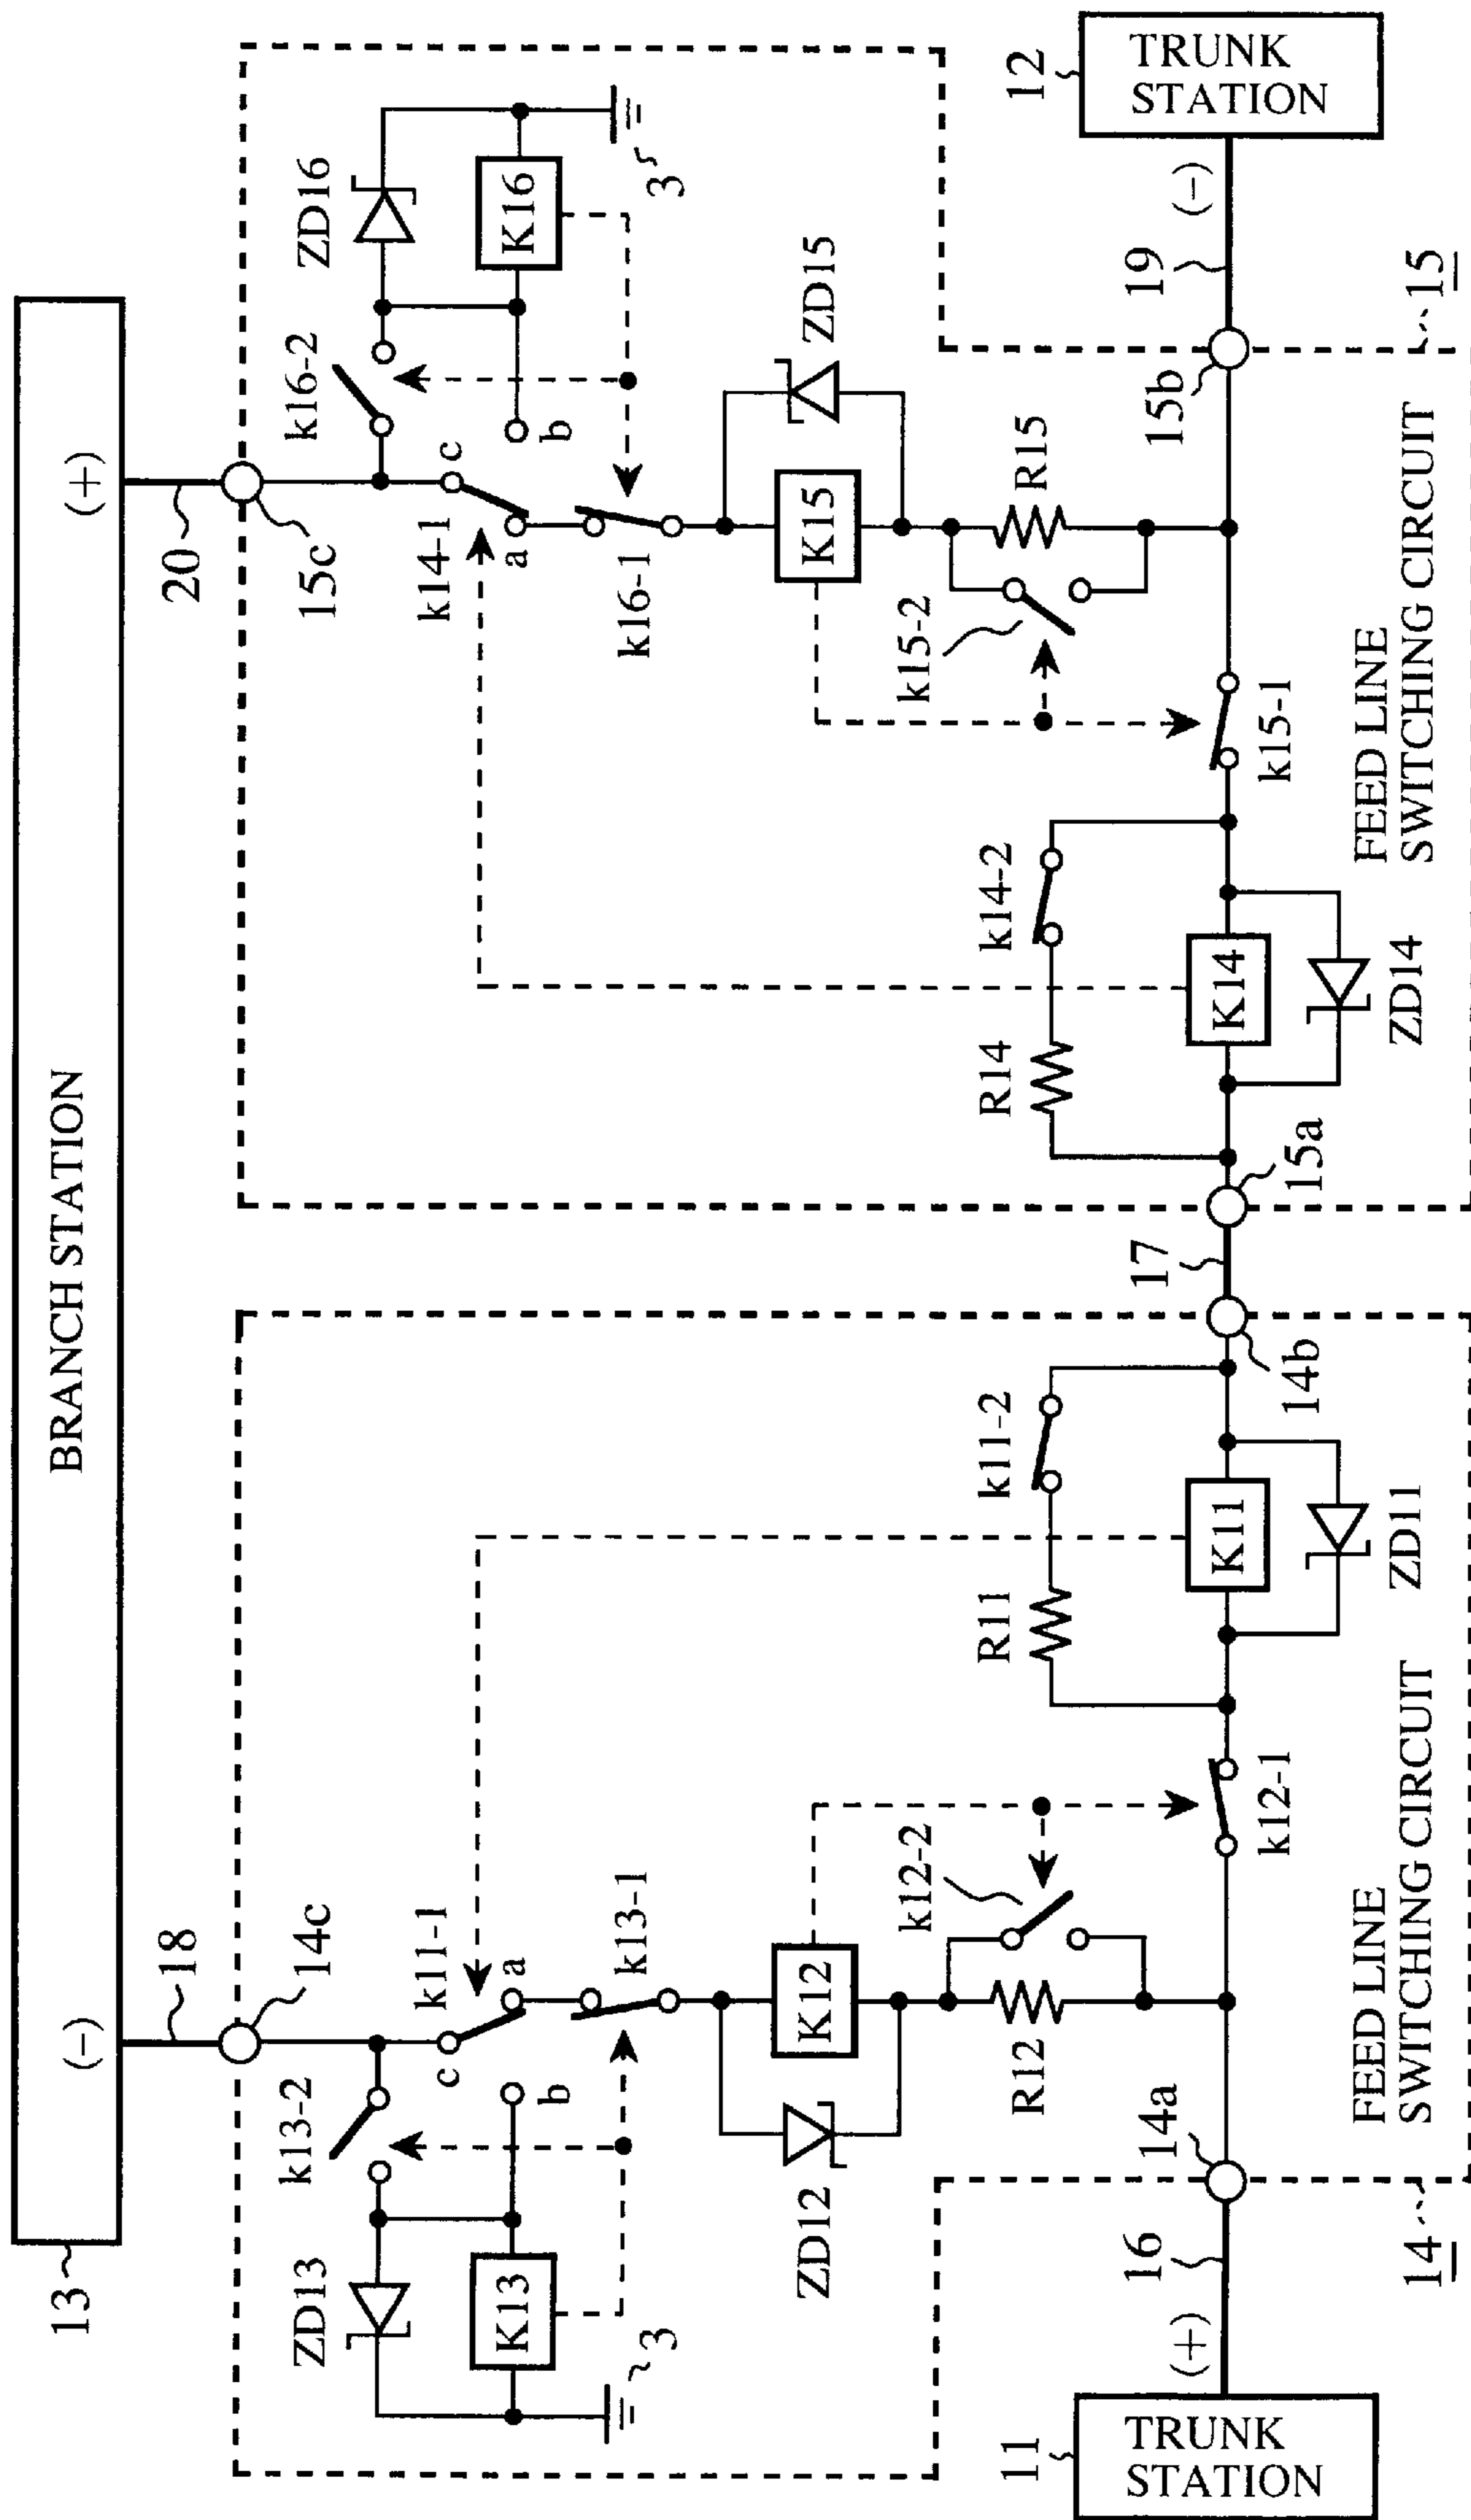 13
BRANCH STATION
(-)
(+)
18
20
14c
15c
k13-2
k11-1
c
a
b
ZD13
K13
3
k13-1
K12
ZD12
k12-2
R12
k12-1
R11
k11-2
K11
ZD11
14a
14b
16
(+)
11
TRUNK
STATION
14
FEED LINE
SWITCHING CIRCUIT
17
15a
R14
k14-2
K14
ZD14
k14-1
c
a
b
k16-2
ZD16
K16
3
k16-1
K15
ZD15
k15-2
R15
k15-1
15b
19
(-)
12
TRUNK
STATION
15
FEED LINE
SWITCHING CIRCUIT